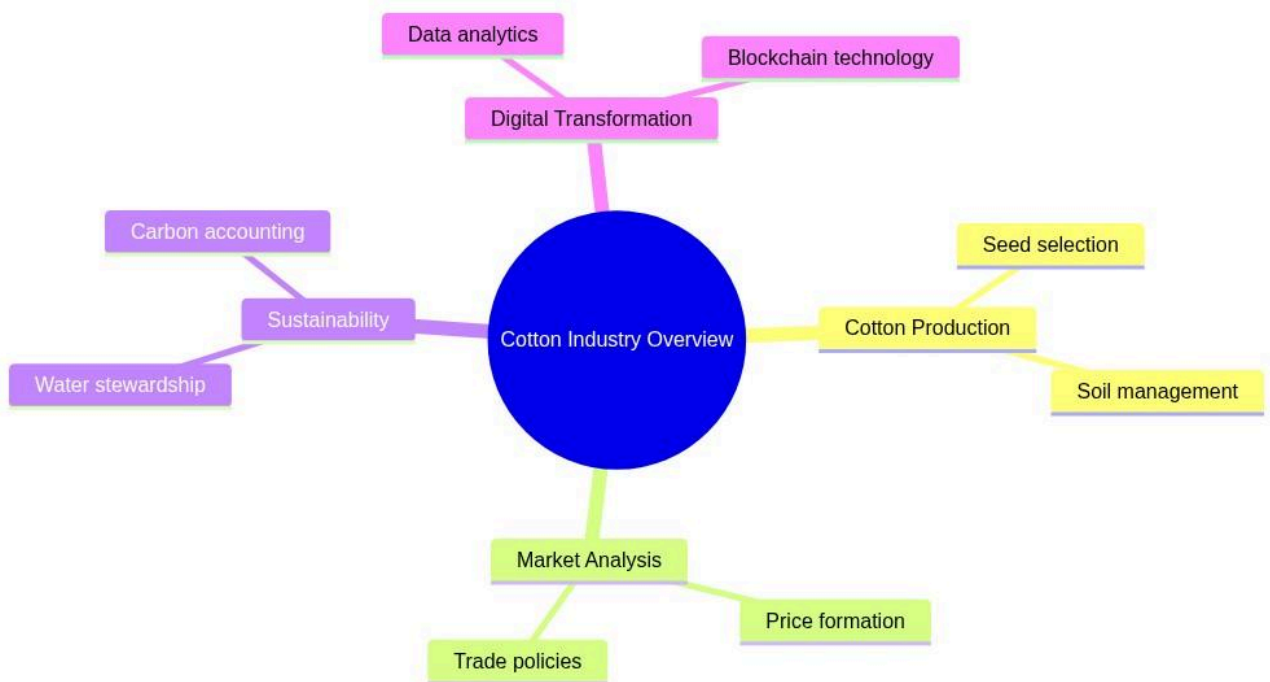 Data analytics
Blockchain technology
Digital Transformation
Carbon accounting
Seed selection
Sustainability
Cotton Production
Cotton Industry Overview
Water stewardship
Soil management
Market Analysis
Price formation
Trade policies